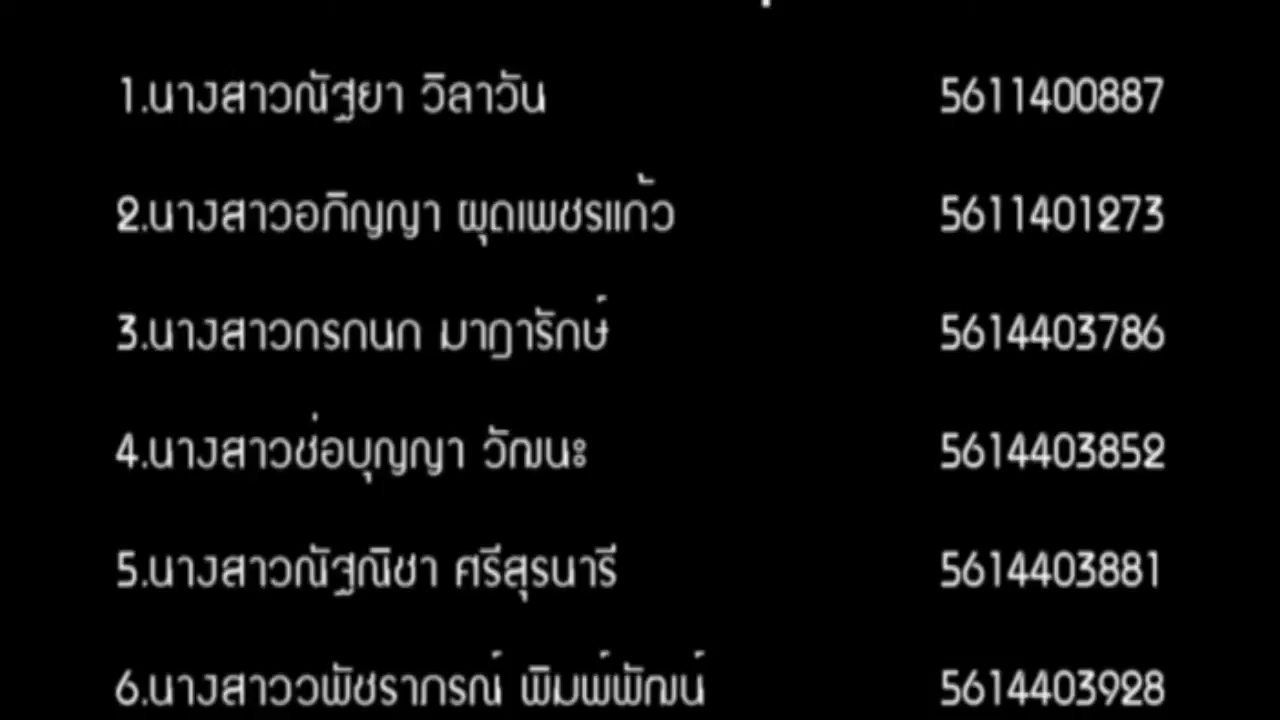 1.นางสาวณัฐยา วิลาวัน 5611400887
2.นางสาวอภิญญา ผุดเพชรแก้ว 5611401273
3.นางสาวกรกนก มาฎารักษ์ 5614403786
4.นางสาวช่อบุญญา วัฒนะ 5614403852
5.นางสาวณัฐณิชา ศรีสุรนารี 5614403881
6.นางสาววพัชราภรณ์ พิมพ์พัฒน์ 5614403928